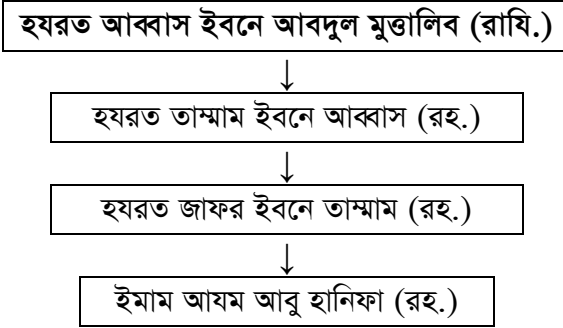 হযরত আব্বাস ইবনে আবদুল মুত্তালিব (রাযি.)
হযরত তাম্মাম ইবনে আব্বাস (রহ.)
হযরত জাফর ইবনে তাম্মাম (রহ.)
ইমাম আযম আবু হানিফা (রহ.)